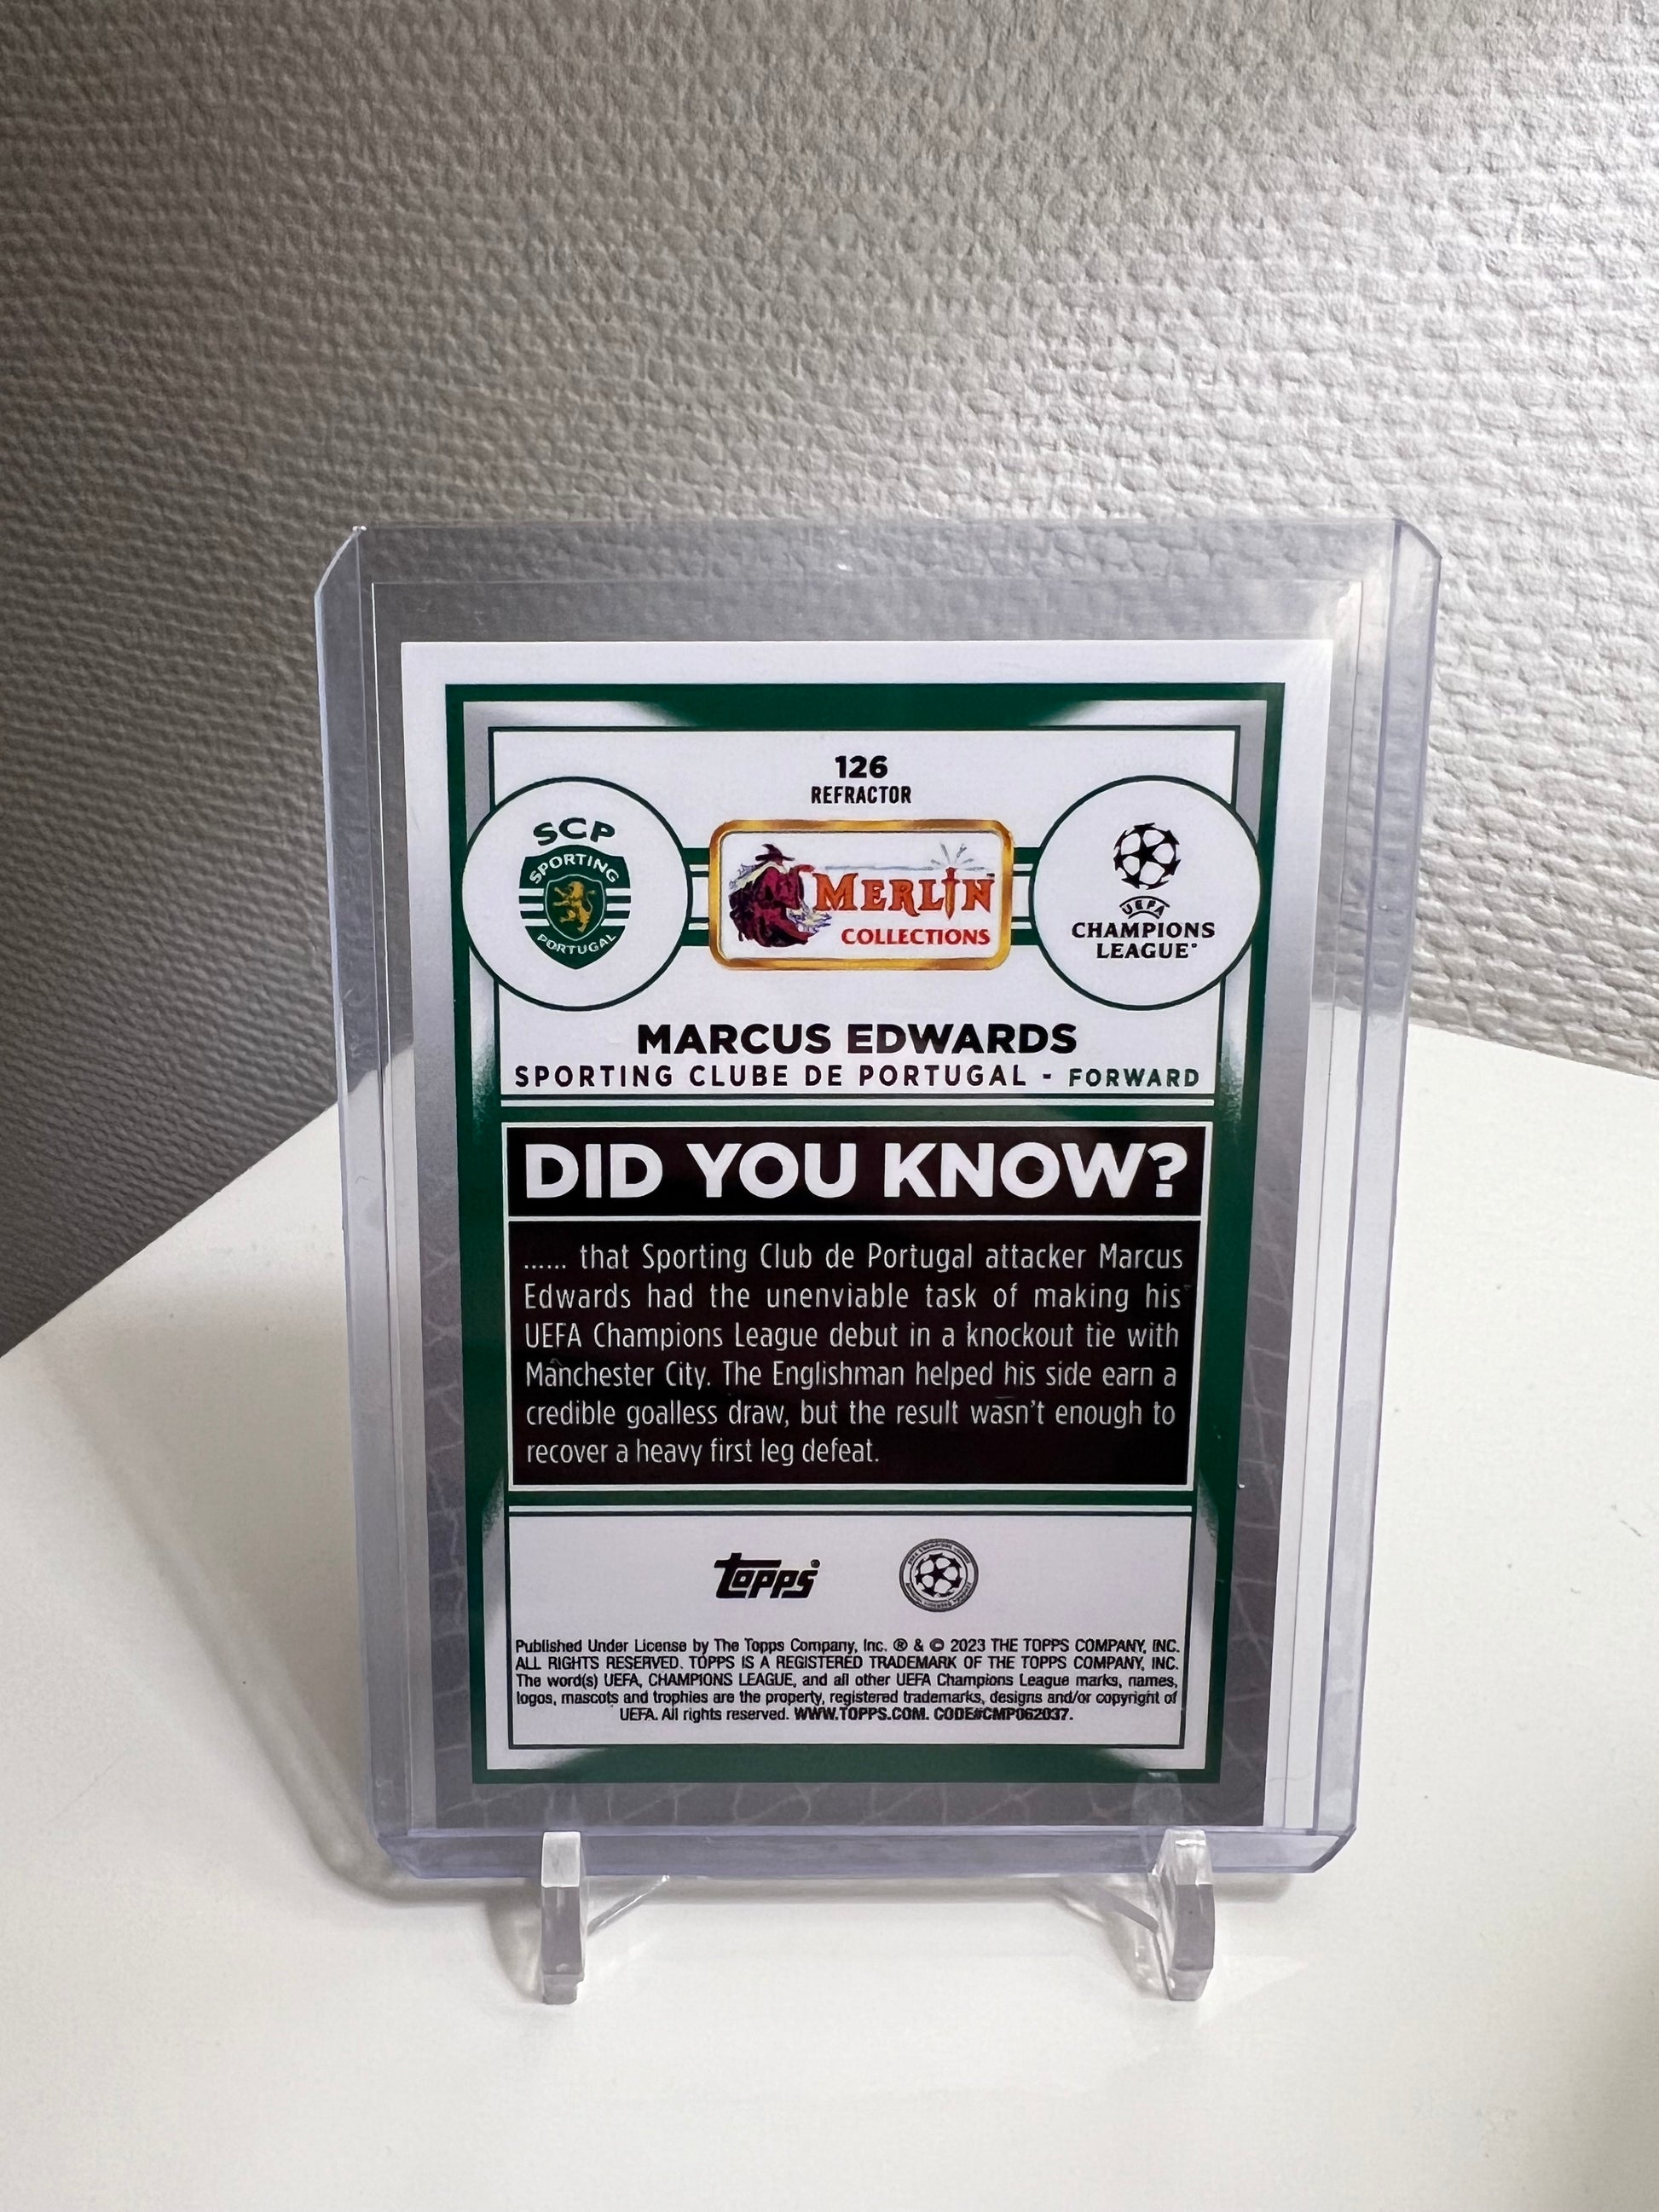 126
REFRACTOR
SCP
SPORTING
PORTUGAL
MERLIN™
COLLECTIONS
UEFA
CHAMPIONS
LEAGUE®
MARCUS EDWARDS
SPORTING CLUBE DE PORTUGAL - FORWARD
DID YOU KNOW?
...... that Sporting Club de Portugal attacker Marcus
Edwards had the unenviable task of making his
UEFA Champions League debut in a knockout tie with
Manchester City. The Englishman helped his side earn a
credible goalless draw, but the result wasn't enough to
recover a heavy first leg defeat.
topps®
Published Under License by The Topps Company, Inc. ® & © 2023 THE TOPPS COMPANY, INC.
ALL RIGHTS RESERVED. TOPPS IS A REGISTERED TRADEMARK OF THE TOPPS COMPANY, INC.
The word(s) UEFA, CHAMPIONS LEAGUE, and all other UEFA Champions League marks, names,
logos, mascots and trophies are the property, registered trademarks, designs and/or copyright of
UEFA. All rights reserved. WWW.TOPPS.COM. CODE#CMP062037.